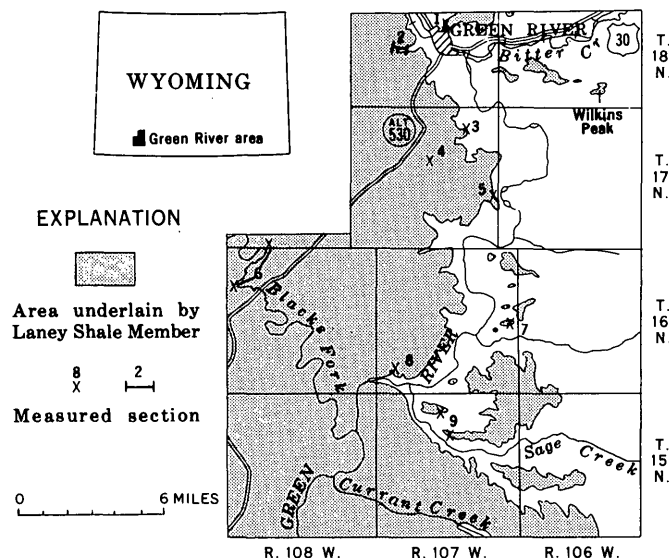 WYOMING
Green River area
EXPLANATION
Area underlain by
Laney Shale Member
8 2
Measured section
0 6 MILES
1
GREEN RIVER
2
Bitter Cr
30
T.
18
N.
Wilkins
Peak
ALT
530
3
4
5
T.
17
N.
6
Blacks Fork
RIVER
7
8
T.
16
N.
9
Sage Creek
GREEN
Currant Creek
T.
15
N.
R. 108 W. R. 107 W. R. 106 W.